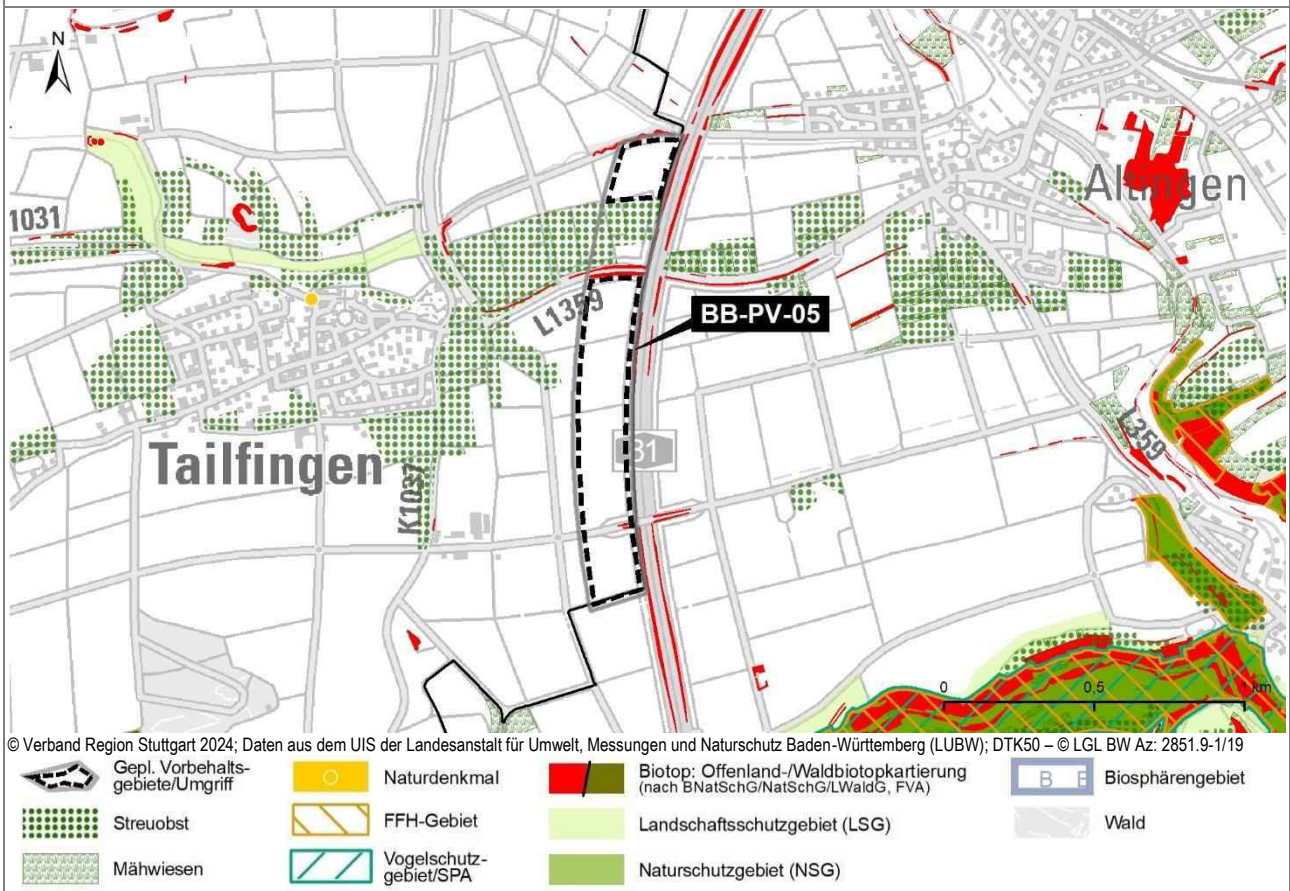 N
1031
Altingen
L1359
BB-PV-05
81
Tailfingen
K1037
L359
0 0,5 1 km
© Verband Region Stuttgart 2024; Daten aus dem UIS der Landesanstalt für Umwelt, Messungen und Naturschutz Baden-Württemberg (LUBW); DTK50 – © LGL BW Az: 2851.9-1/19
Gepl. Vorbehalts-
gebiete/Umgriff
Streuobst
Mähwiesen
Naturdenkmal
FFH-Gebiet
Vogelschutz-
gebiet/SPA
Biotop: Offenland-/Waldbiotopkartierung
(nach BNatSchG/NatSchG/LWaldG, FVA)
Landschaftsschutzgebiet (LSG)
Naturschutzgebiet (NSG)
B B
Biosphärengebiet
Wald